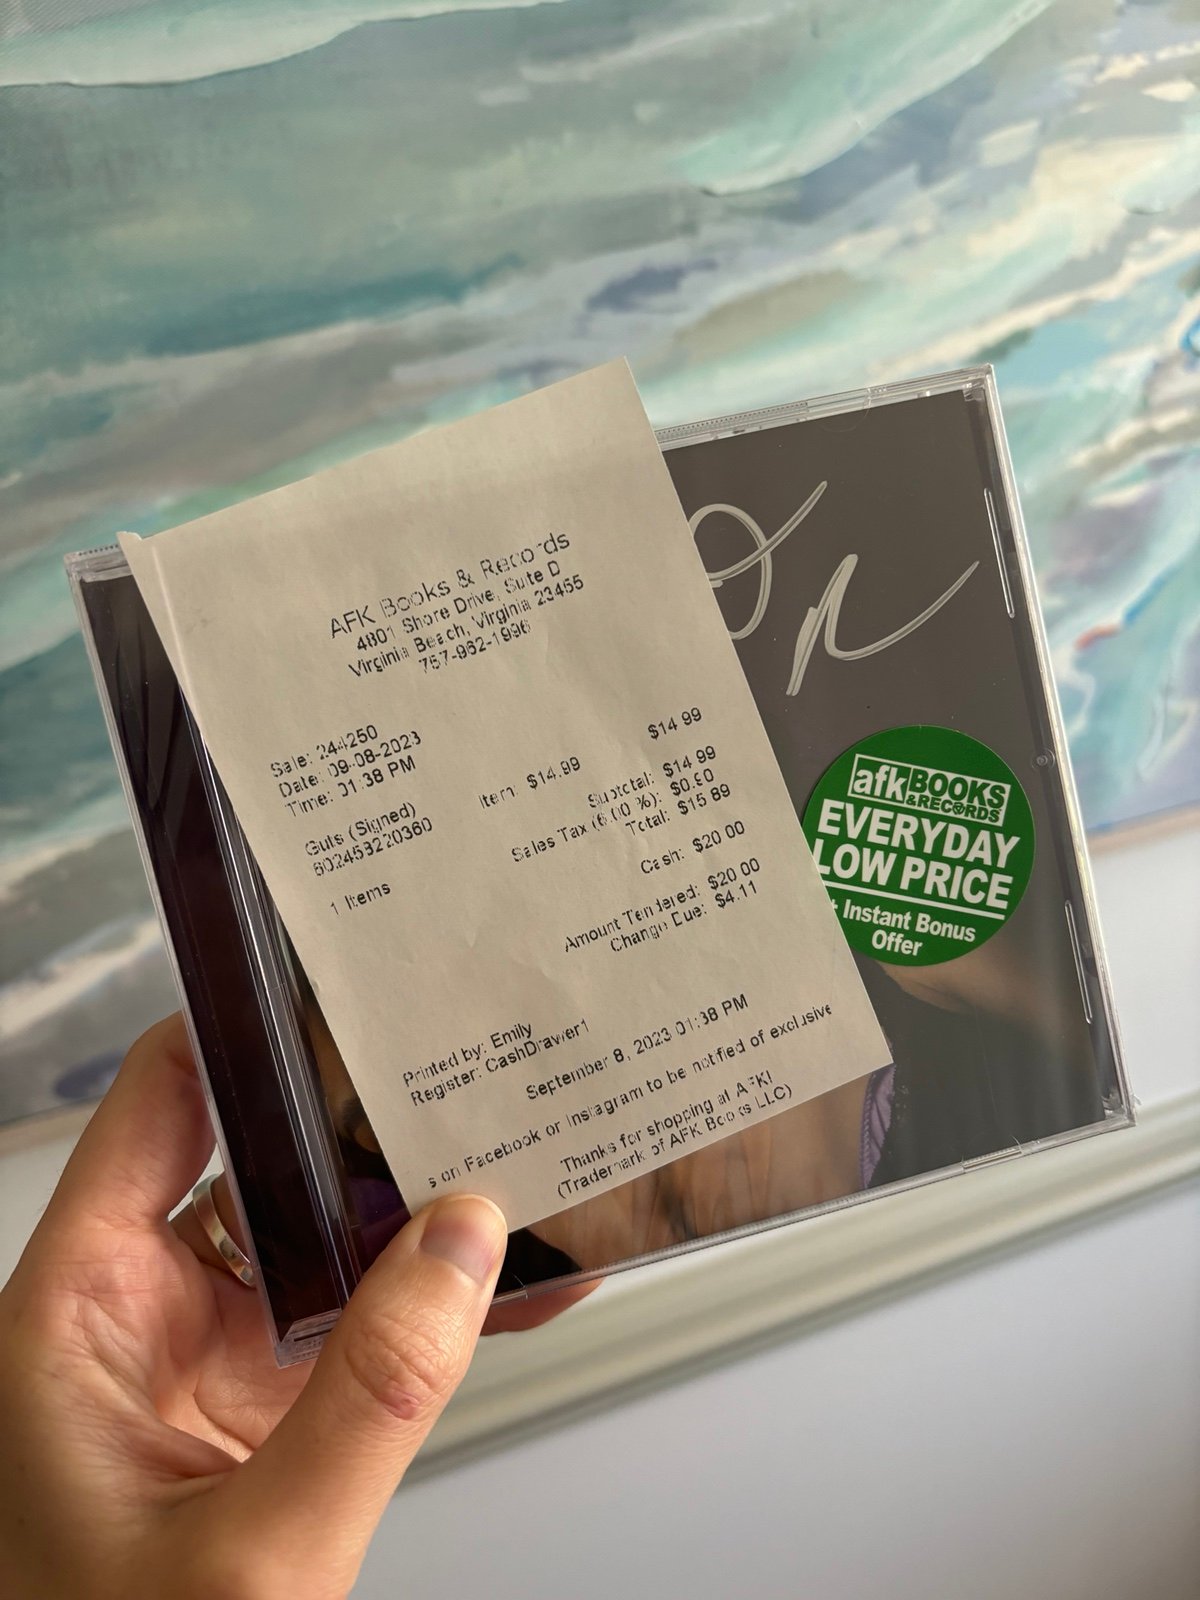 AFK Books & Records
4801 Shore Drive, Suite D
Virginia Beach, Virginia 23455
757-962-1996
Sale: 244250
Date: 09-08-2023
Time: 01:38 PM
Item: $14.99 $14.99
Guts (Signed)
602458220360
1 Items
Subtotal: $14.99
Sales Tax (6.00 %): $0.90
Total: $15.89
Cash: $20.00
Amount Tendered: $20.00
Change Due: $4.11
Printed by: Emily
Register: CashDrawer1
September 8, 2023 01:38 PM
s on Facebook or Instagram to be notified of exclusive
Thanks for shopping at AFK!
(Trademark of AFK Books LLC)
afk BOOKS
& RECORDS
EVERYDAY
LOW PRICE
Instant Bonus
Offer